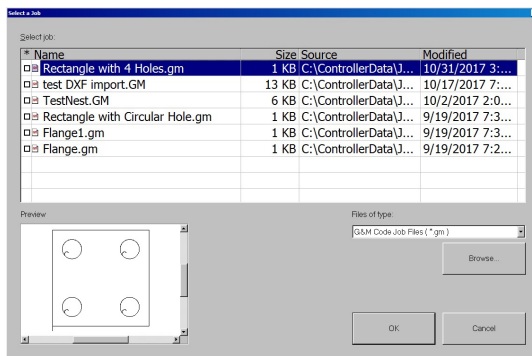 Select a Job
Select job:
* Name Size Source Modified
Rectangle with 4 Holes.gm 1 KB C:\ControllerData\J... 10/31/2017 3:...
test DXF import.GM 13 KB C:\ControllerData\J... 10/17/2017 7:...
TestNest.GM 6 KB C:\ControllerData\J... 10/2/2017 2:0...
Rectangle with Circular Hole.gm 1 KB C:\ControllerData\J... 9/19/2017 7:3...
Flange1.gm 1 KB C:\ControllerData\J... 9/19/2017 7:3...
Flange.gm 1 KB C:\ControllerData\J... 9/19/2017 7:2...
Preview
Files of type:
G&M Code Job Files ( *.gm )
Browse...
OK Cancel